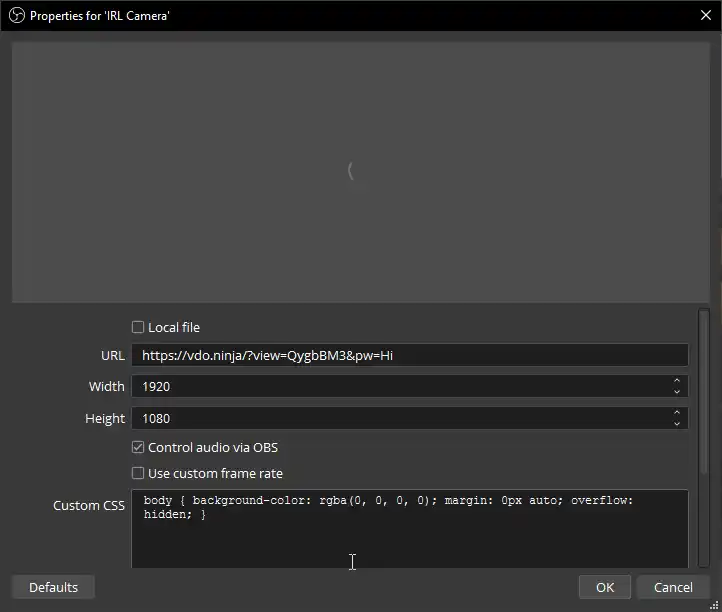 Properties for 'IRL Camera'
Local file
URL https://vdo.ninja/?view=QygbBM3&pw=Hi
Width 1920
Height 1080
Control audio via OBS
Use custom frame rate
Custom CSS body { background-color: rgba(0, 0, 0, 0); margin: 0px auto; overflow:
hidden; }
Defaults OK Cancel